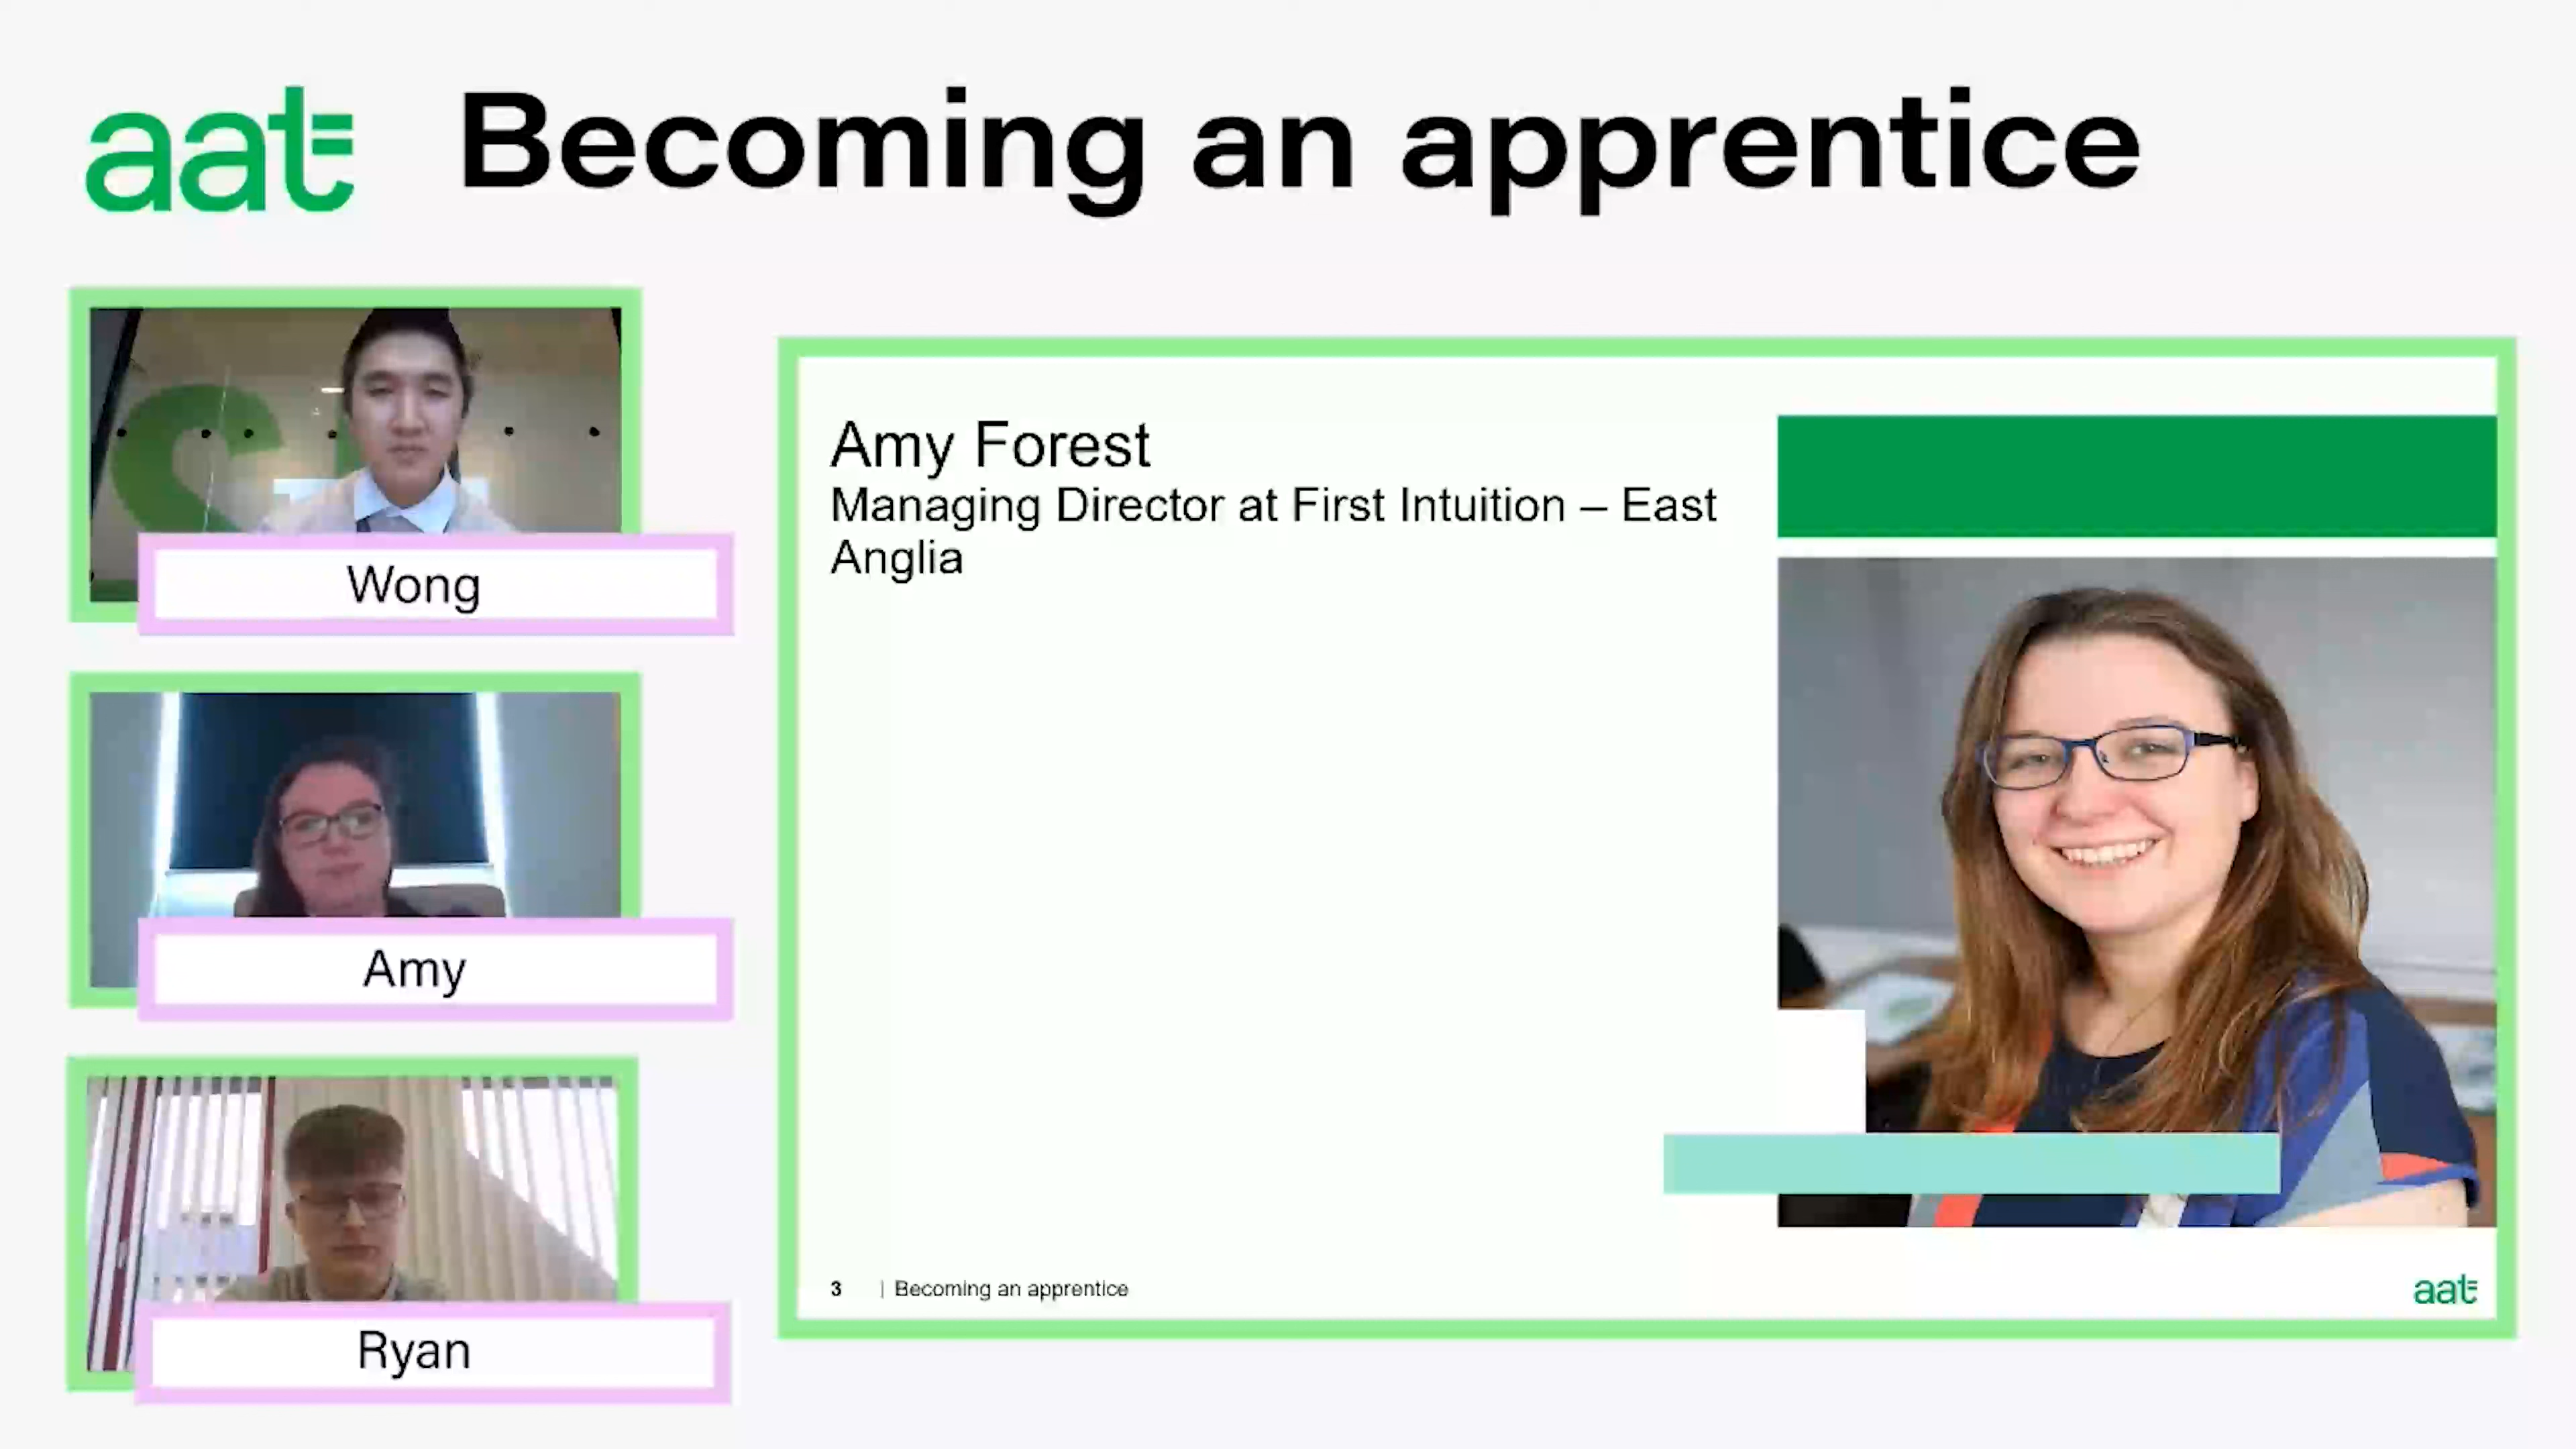 aat
Becoming an apprentice
Wong
Amy
Ryan
Amy Forest
Managing Director at First Intuition – East
Anglia
3 | Becoming an apprentice
aat